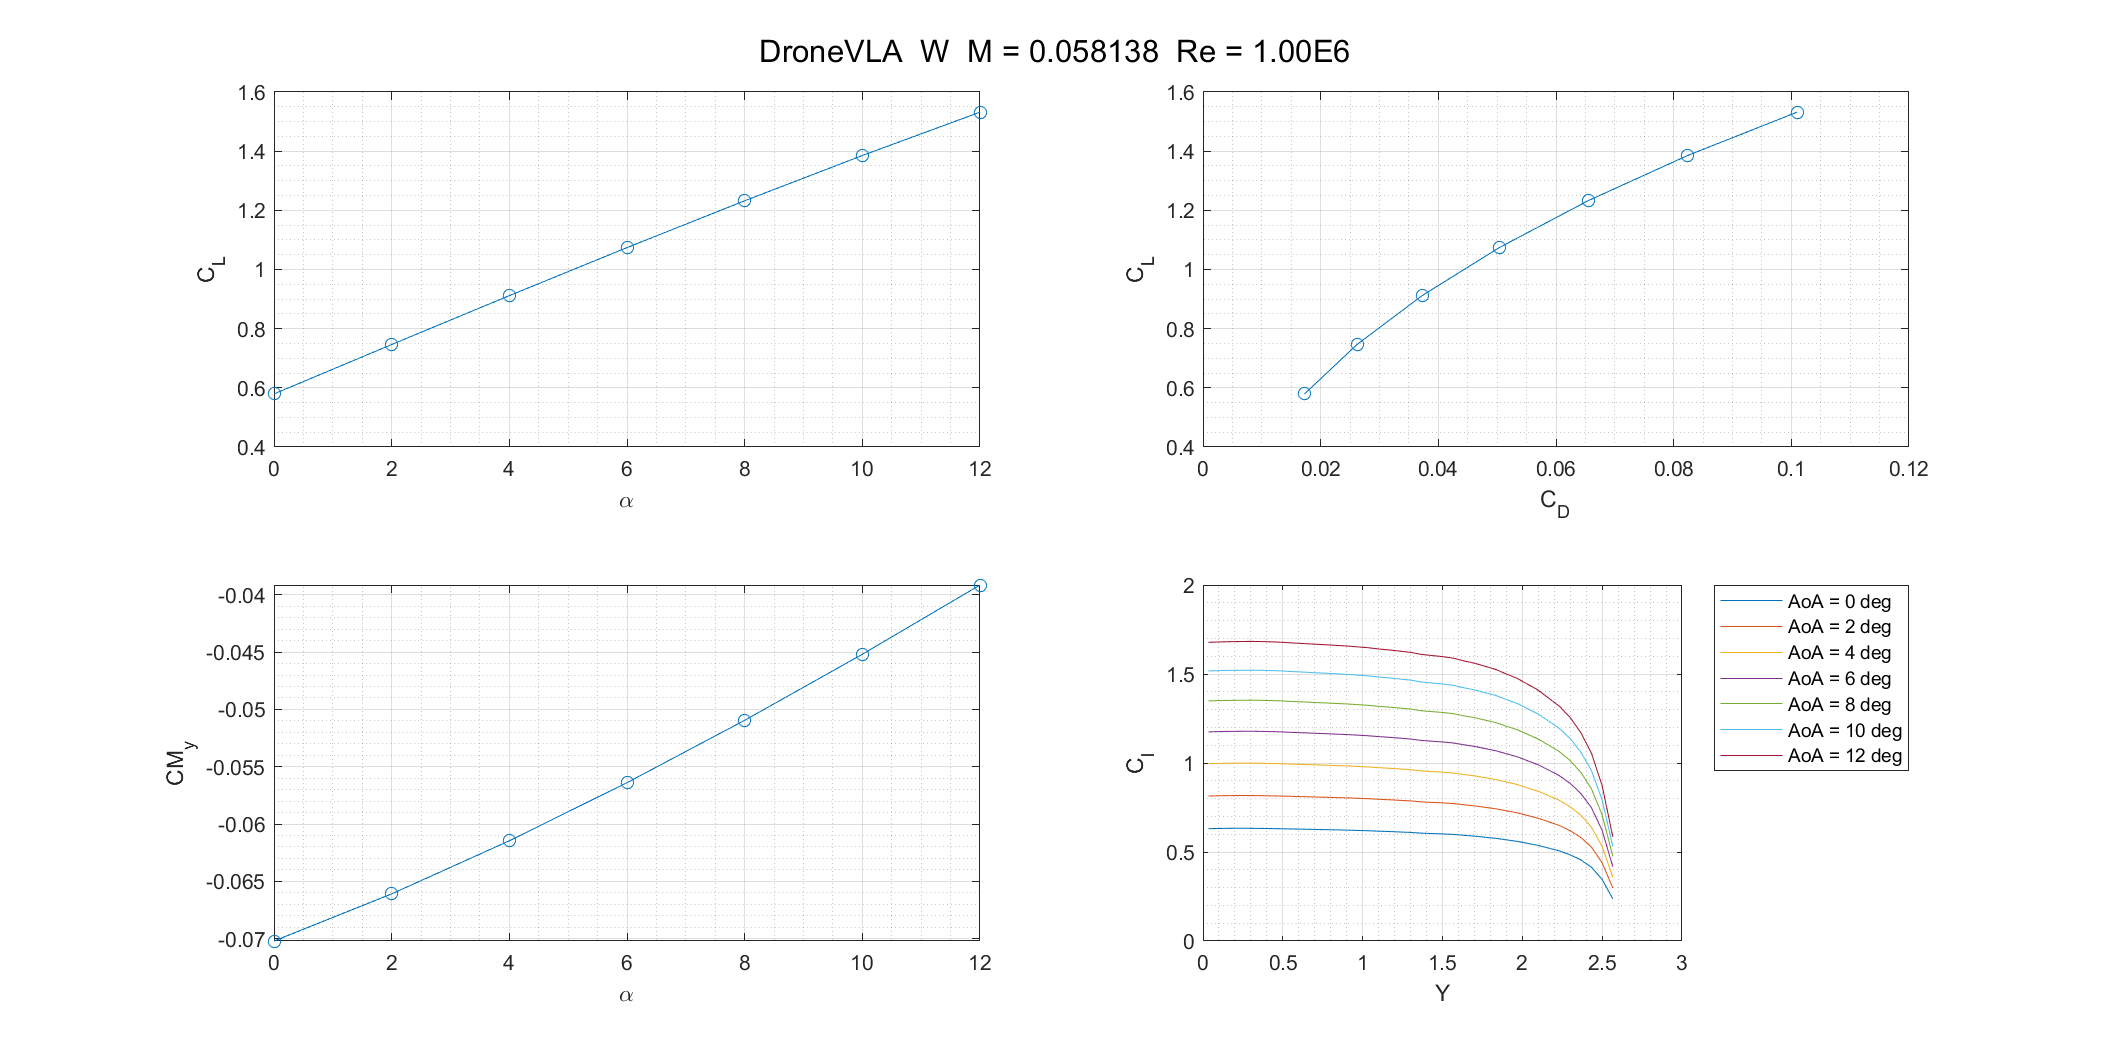 DroneVLA W M = 0.058138 Re = 1.00E6
1.6
1.4
1.2
1
0.8
0.6
0.4
C_L
0 2 4 6 8 10 12
α
1.6
1.4
1.2
1
0.8
0.6
0.4
C_L
0 0.02 0.04 0.06 0.08 0.1 0.12
C_D
-0.04
-0.045
-0.05
-0.055
-0.06
-0.065
-0.07
CM_y
0 2 4 6 8 10 12
α
2
1.5
1
0.5
0
C_l
0 0.5 1 1.5 2 2.5 3
Y
AoA = 0 deg
AoA = 2 deg
AoA = 4 deg
AoA = 6 deg
AoA = 8 deg
AoA = 10 deg
AoA = 12 deg